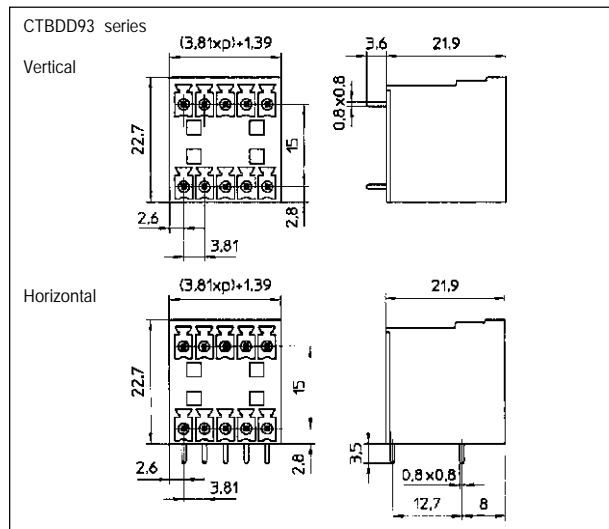 CTBDD93 series
Vertical
(3,81xp)+1,39
3,6
21,9
0,8x0,8
22,7
15
2,8
2,6
3,81
Horizontal
(3,81xp)+1,39
21,9
22,7
15
2,8
3,5
2,6
3,81
0,8x0,8
12,7
8